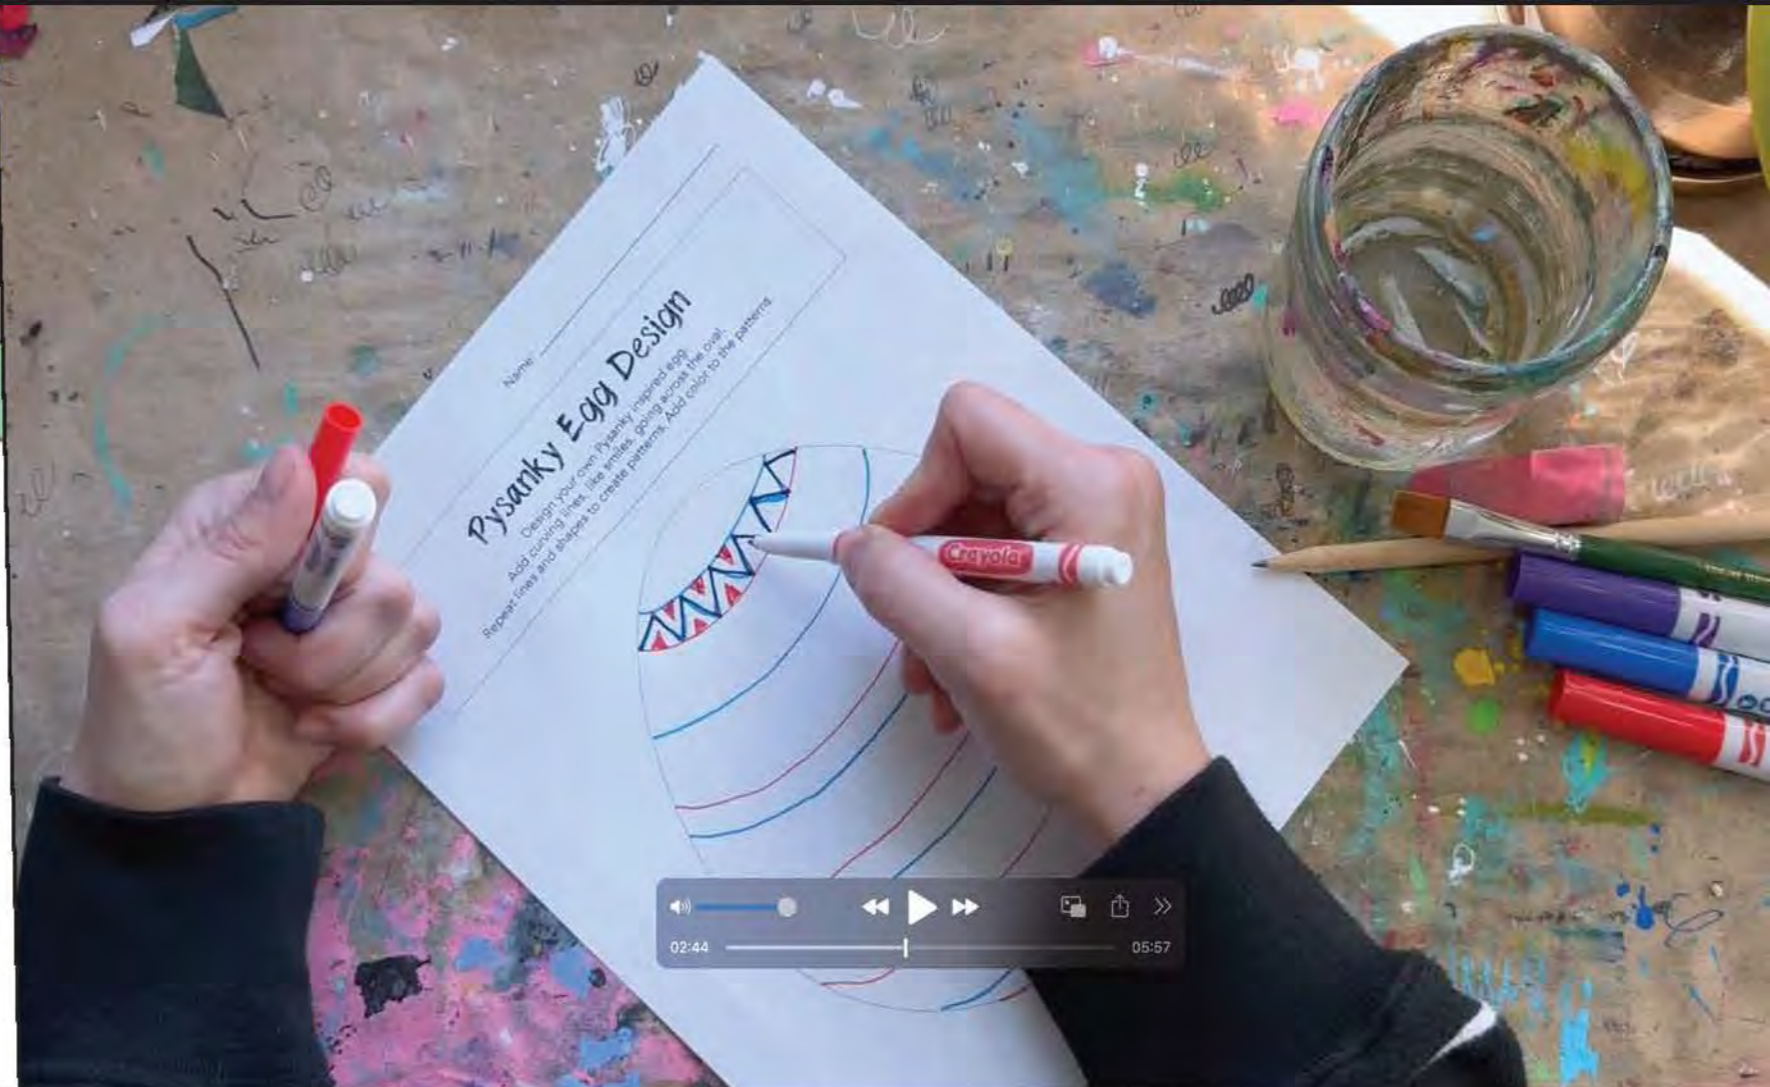 Name
Pysanky Egg Design
Design your own Pysanky inspired egg.
Add curving lines, like smiles, going across the oval.
Repeat lines and shapes to create patterns. Add color to the patterns.
Crayola
02:44
05:57